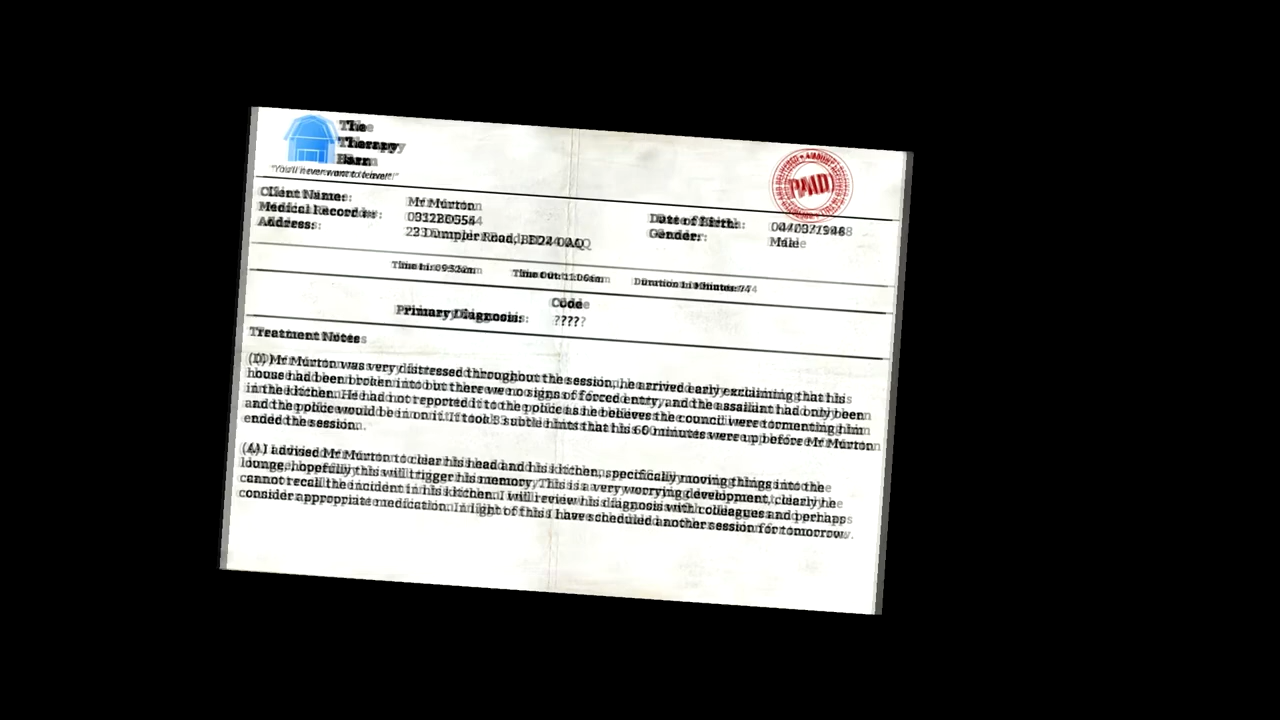 The
Therapy
Barn
"You'll never want to leave!"
PAID
Client Name: Mr Murton
Medical Record #: Date of Birth:
Address: 23 Dumpler Road, BD24 0AQ Gender: Male
Time In: Time Out: Duration In Minutes: 74
Code
Primary Diagnosis: ?????
Treatment Notes
(D) Mr Murton was very distressed throughout the session, he arrived early exclaiming that his
house had been broken into but there were no signs of forced entry, and the assailant had only been
in the kitchen. He had not reported it to the police as he believes the council were tormenting him
and the police would be in on it. It took 3 subtle hints that his 60 minutes were up before Mr Murton
ended the session.
(A) I advised Mr Murton to clear his head and his kitchen, specifically moving things into the
lounge, hopefully this will trigger his memory. This is a very worrying development, clearly he
cannot recall the incident in his kitchen. I will review his diagnosis with colleagues and perhaps
consider appropriate medication. In light of this I have scheduled another session for tomorrow.